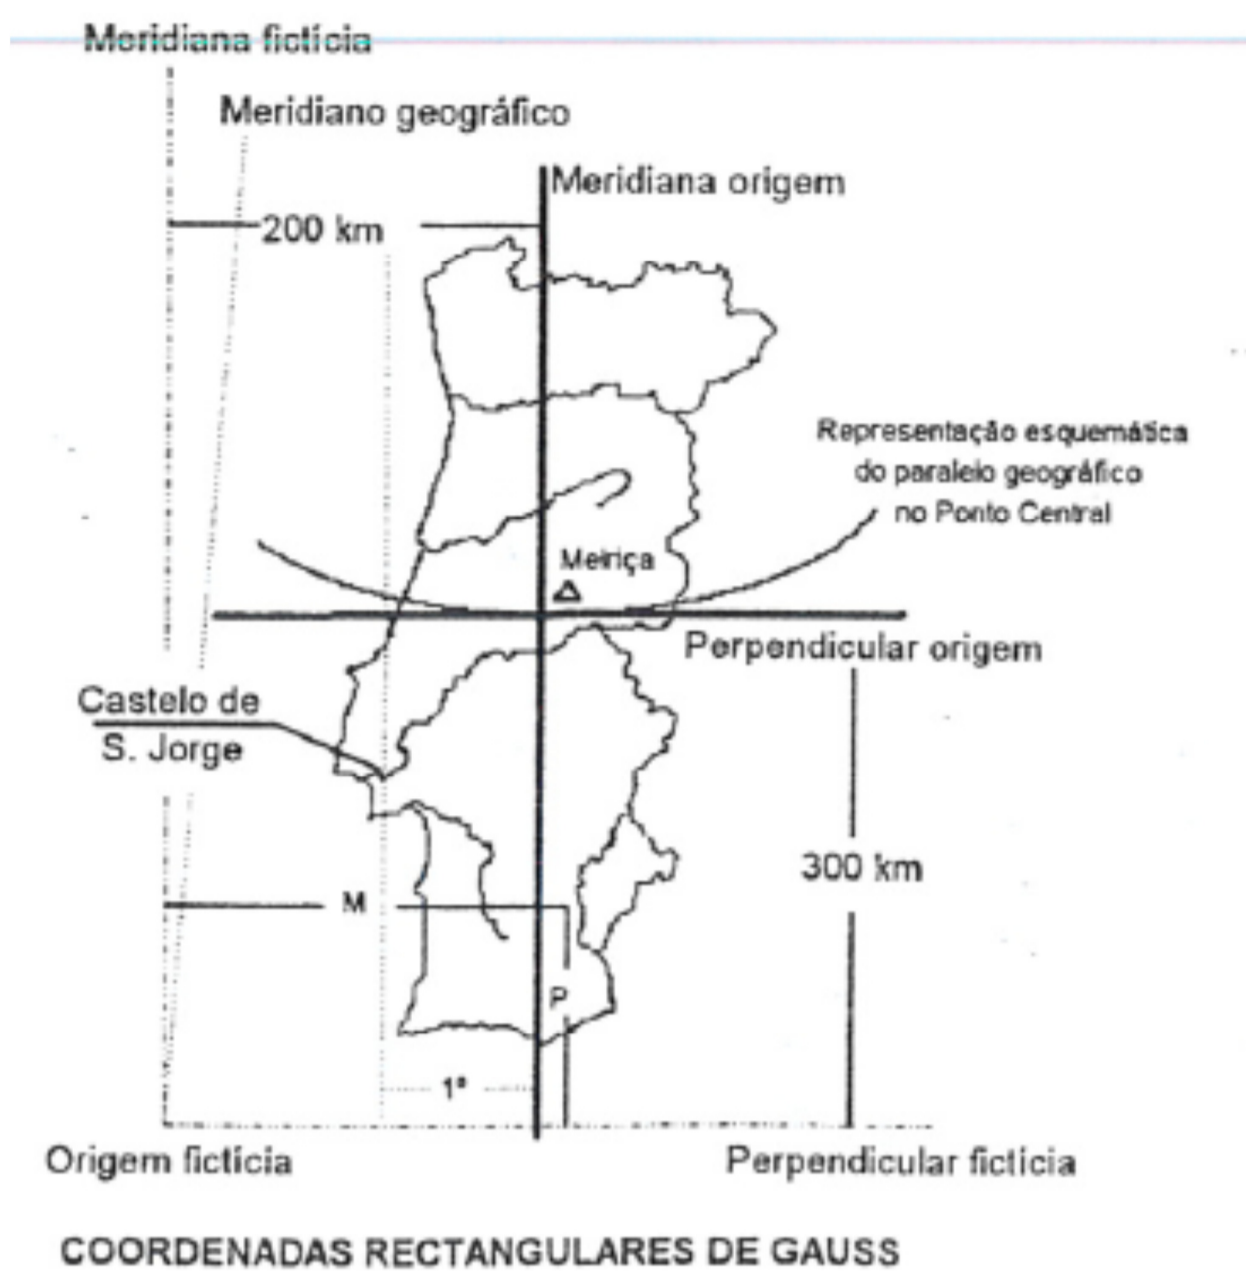 Meridiana fictícia
Meridiano geográfico
Meridiana origem
200 km
Representação esquemática
do paralelo geográfico
no Ponto Central
Meiriça
Perpendicular origem
Castelo de
S. Jorge
300 km
M
P
1º
Origem fictícia
Perpendicular fictícia
COORDENADAS RECTANGULARES DE GAUSS